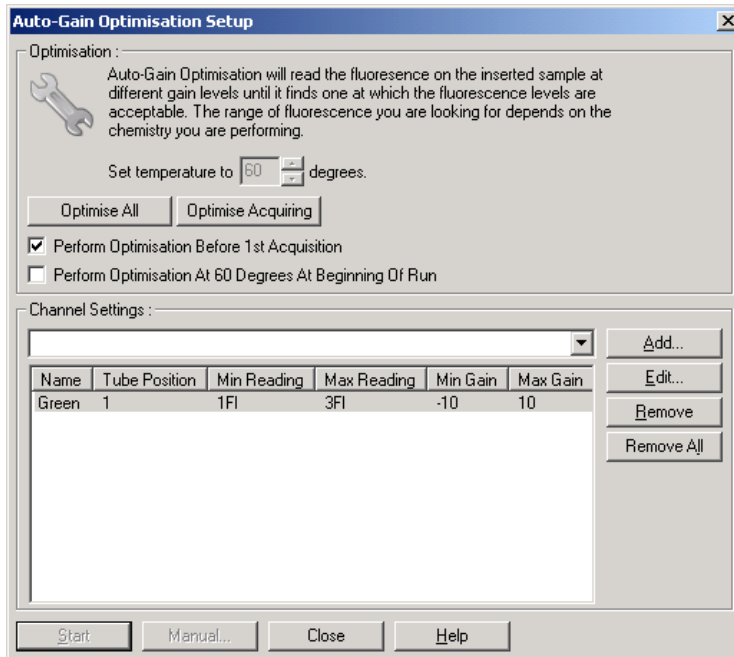 Auto-Gain Optimisation Setup
Optimisation :
Auto-Gain Optimisation will read the fluoresence on the inserted sample at
different gain levels until it finds one at which the fluorescence levels are
acceptable. The range of fluorescence you are looking for depends on the
chemistry you are performing.
Set temperature to 60 degrees.
Optimise All Optimise Acquiring
Perform Optimisation Before 1st Acquisition
Perform Optimisation At 60 Degrees At Beginning Of Run
Channel Settings :
Add...
Name Tube Position Min Reading Max Reading Min Gain Max Gain
Edit...
Green 1 1Fl 3Fl -10 10
Remove
Remove All
Start Manual... Close Help